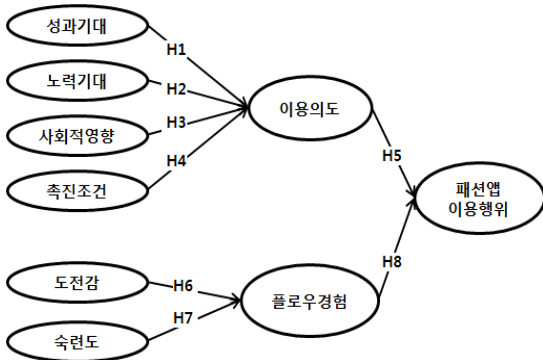 성과기대
H1
노력기대
H2
이용의도
사회적영향
H3
H4
촉진조건
H5
패션앱
이용행위
H8
도전감
H6
플로우경험
H7
숙련도